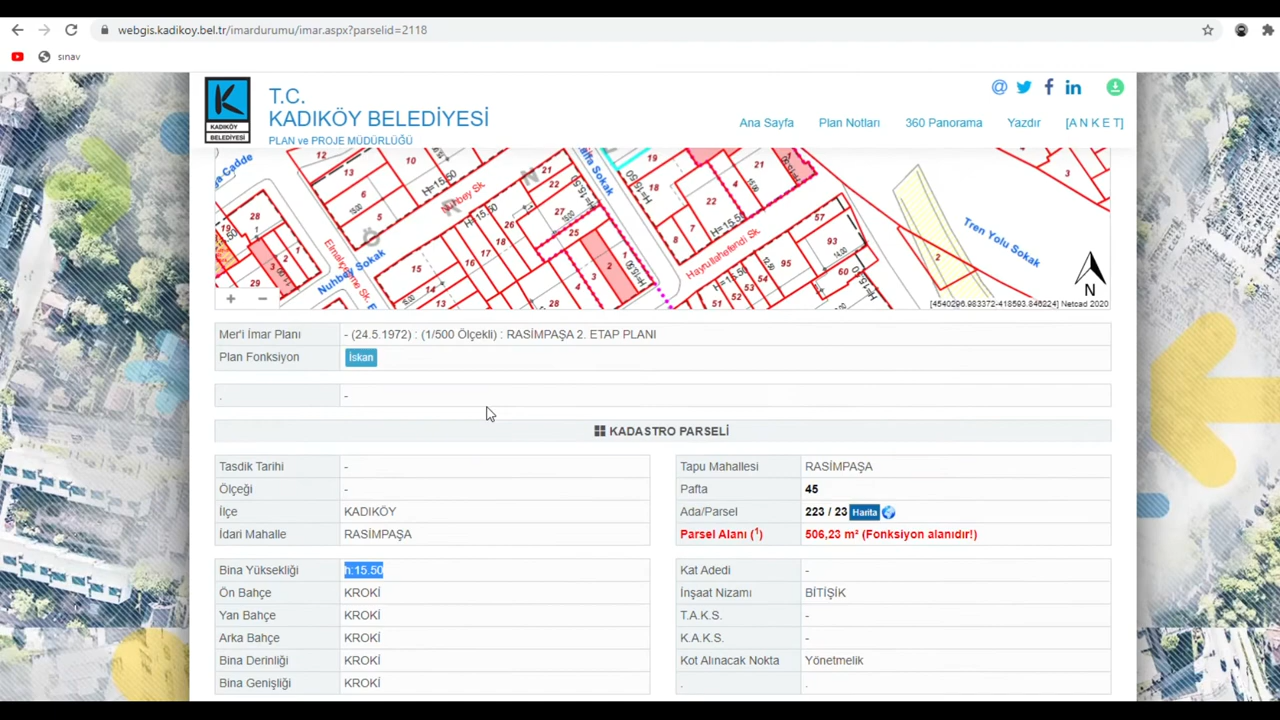 webgis.kadikoy.bel.tr/imardurumu/imar.aspx?parselid=2118
sınav
KADIKÖY BELEDİYESİ
T.C.
KADIKÖY BELEDİYESİ
PLAN ve PROJE MÜDÜRLÜĞÜ
Ana Sayfa Plan Notları 360 Panorama Yazdır [A N K E T]
Nuhbey Sk.
Nuhbey Sokak
Hayrullahefendi Sk.
Tren Yolu Sokak
H=15.50
N
[4540296.983372-418593.846224] Netcad 2020
Mer'i İmar Planı - (24.5.1972) : (1/500 Ölçekli) : RASİMPAŞA 2. ETAP PLANI
Plan Fonksiyon İskan
. -
KADASTRO PARSELİ
Tasdik Tarihi -
Ölçeği -
İlçe KADIKÖY
İdari Mahalle RASİMPAŞA
Tapu Mahallesi RASİMPAŞA
Pafta 45
Ada/Parsel 223 / 23 Harita
Parsel Alanı (1) 506,23 m² (Fonksiyon alanıdır!)
Bina Yüksekliği h:15.50
Ön Bahçe KROKİ
Yan Bahçe KROKİ
Arka Bahçe KROKİ
Bina Derinliği KROKİ
Bina Genişliği KROKİ
Kat Adedi -
İnşaat Nizamı BİTİŞİK
T.A.K.S. -
K.A.K.S. -
Kot Alınacak Nokta Yönetmelik
. .